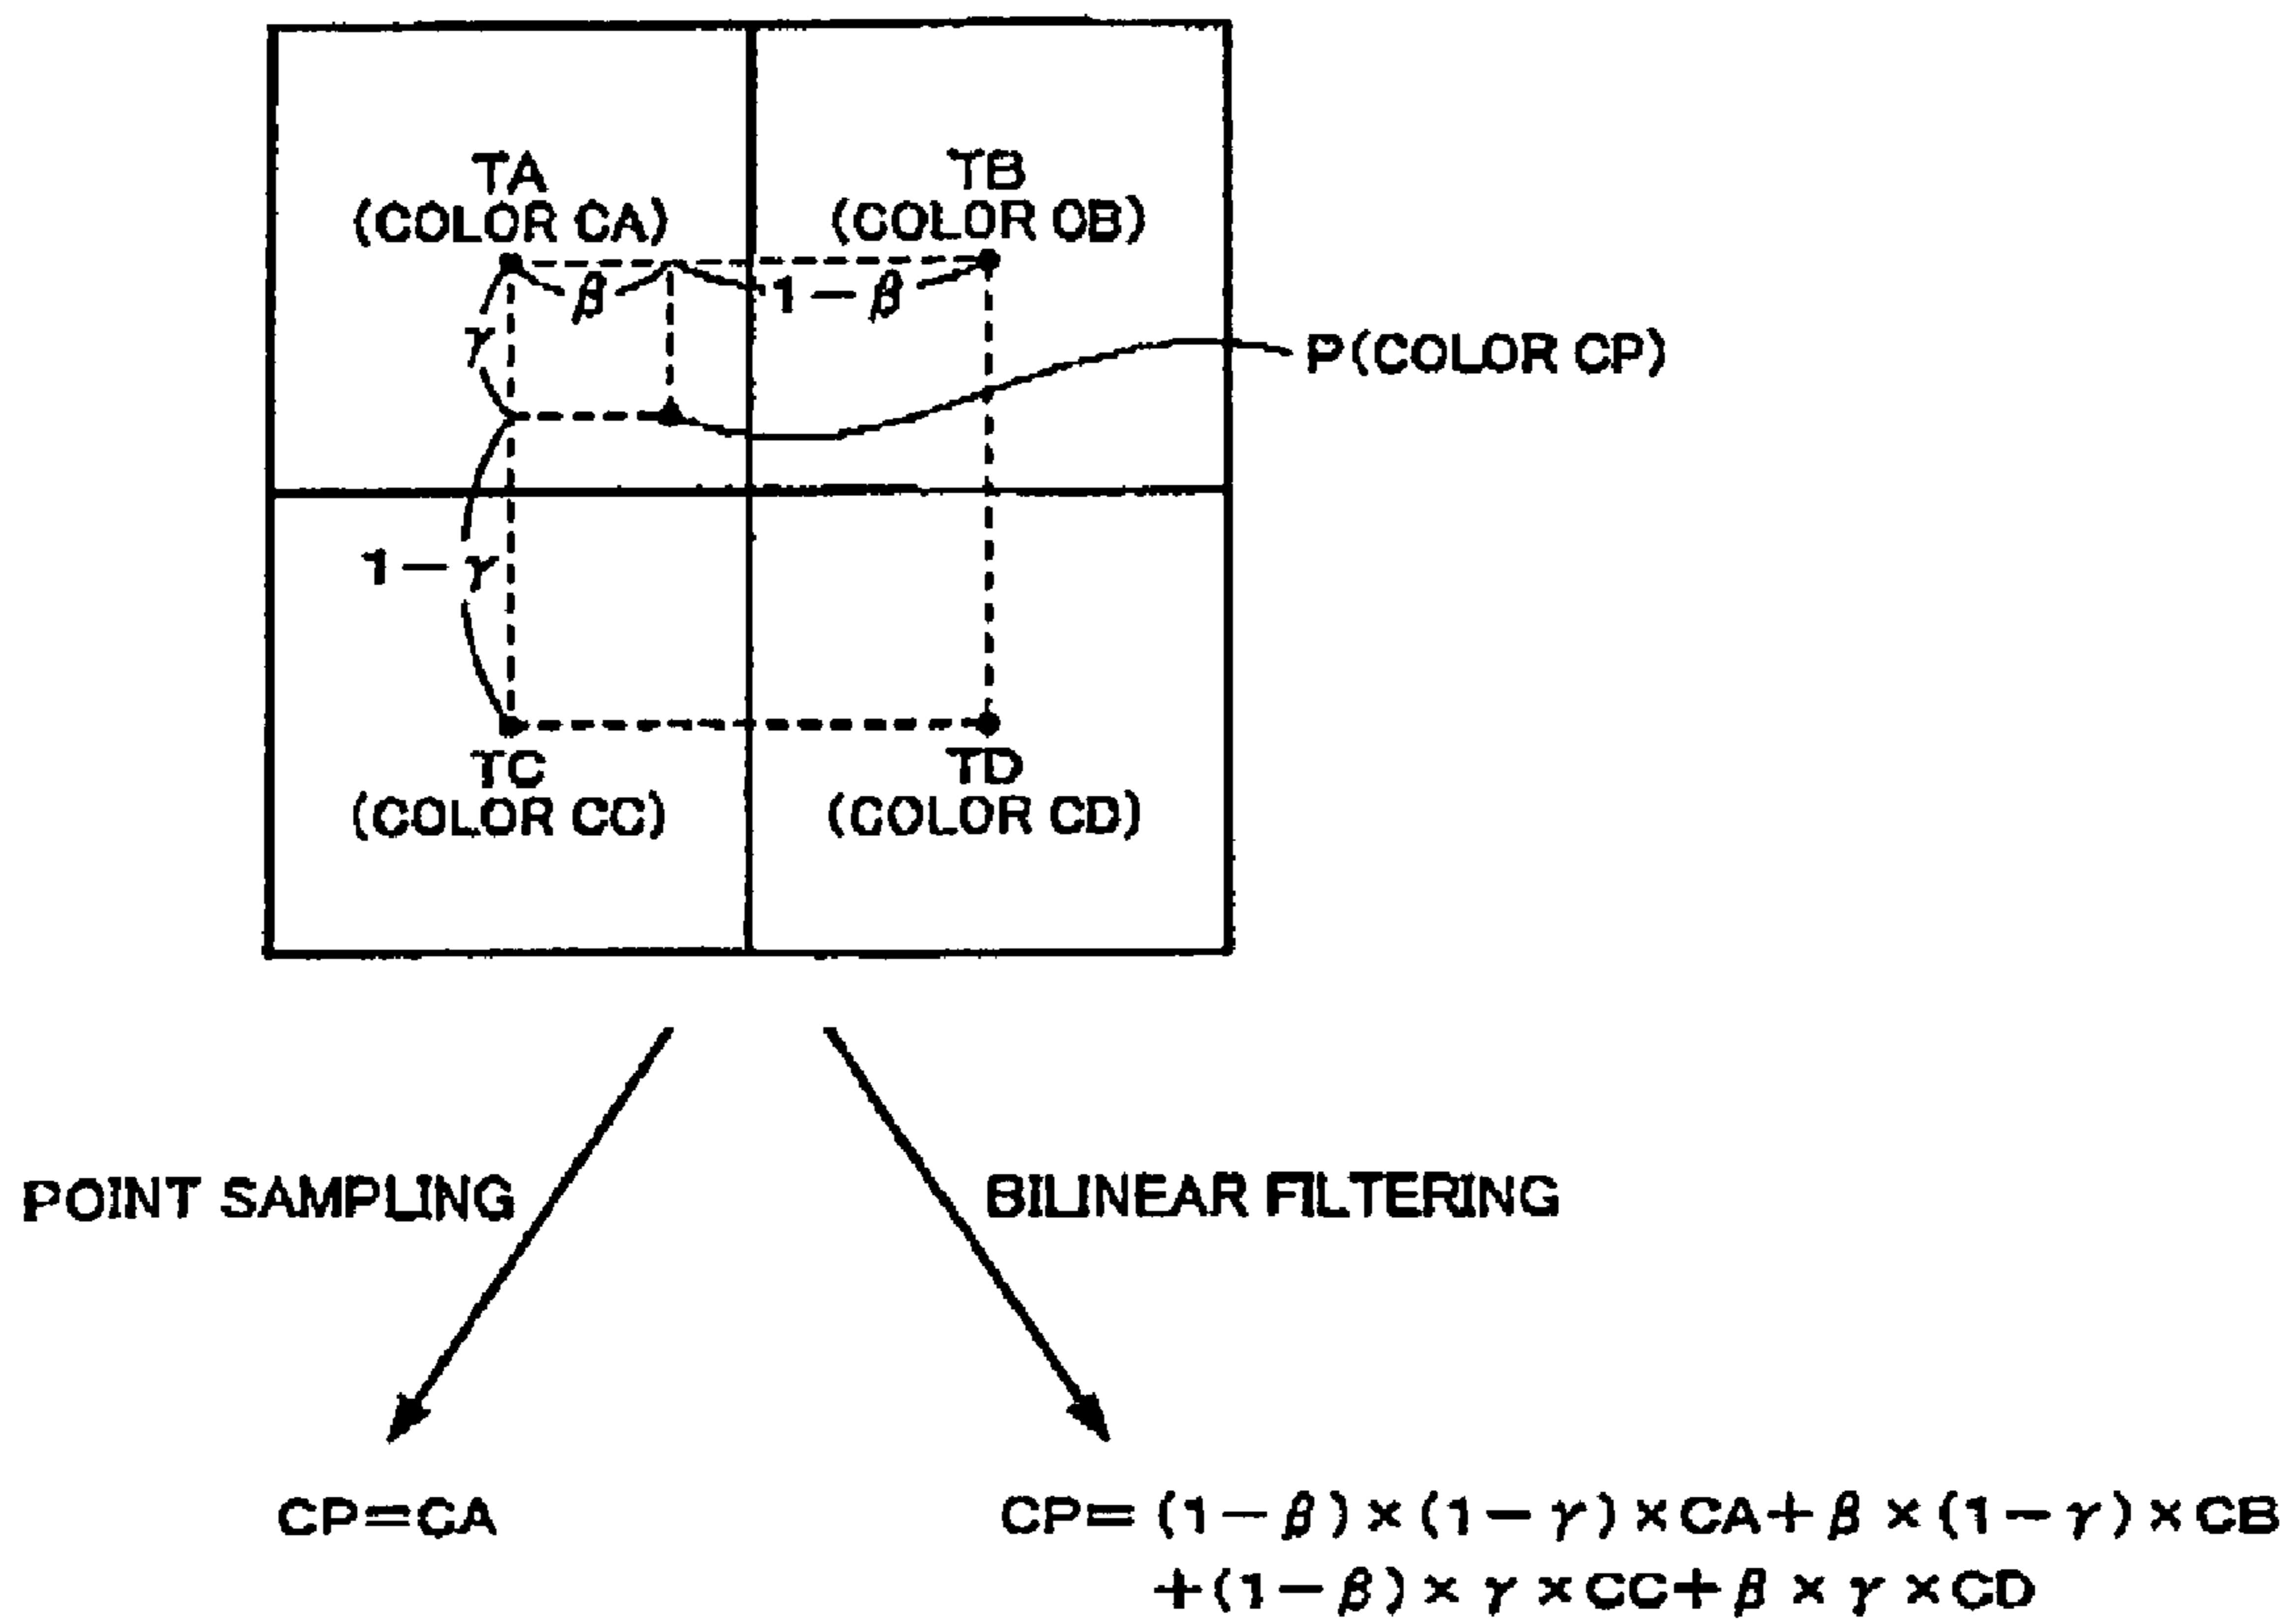 TA
(COLOR CA)
TB
(COLOR OB)
β
1-β
γ
P(COLOR CP)
1-γ
TC
(COLOR CC)
TD
(COLOR CD)
POINT SAMPLING
BILINEAR FILTERING
CP=CA
CP=(1-β)×(1-γ)×CA+β×(1-γ)×CB
+(1-β)×γ×CC+β×γ×CD